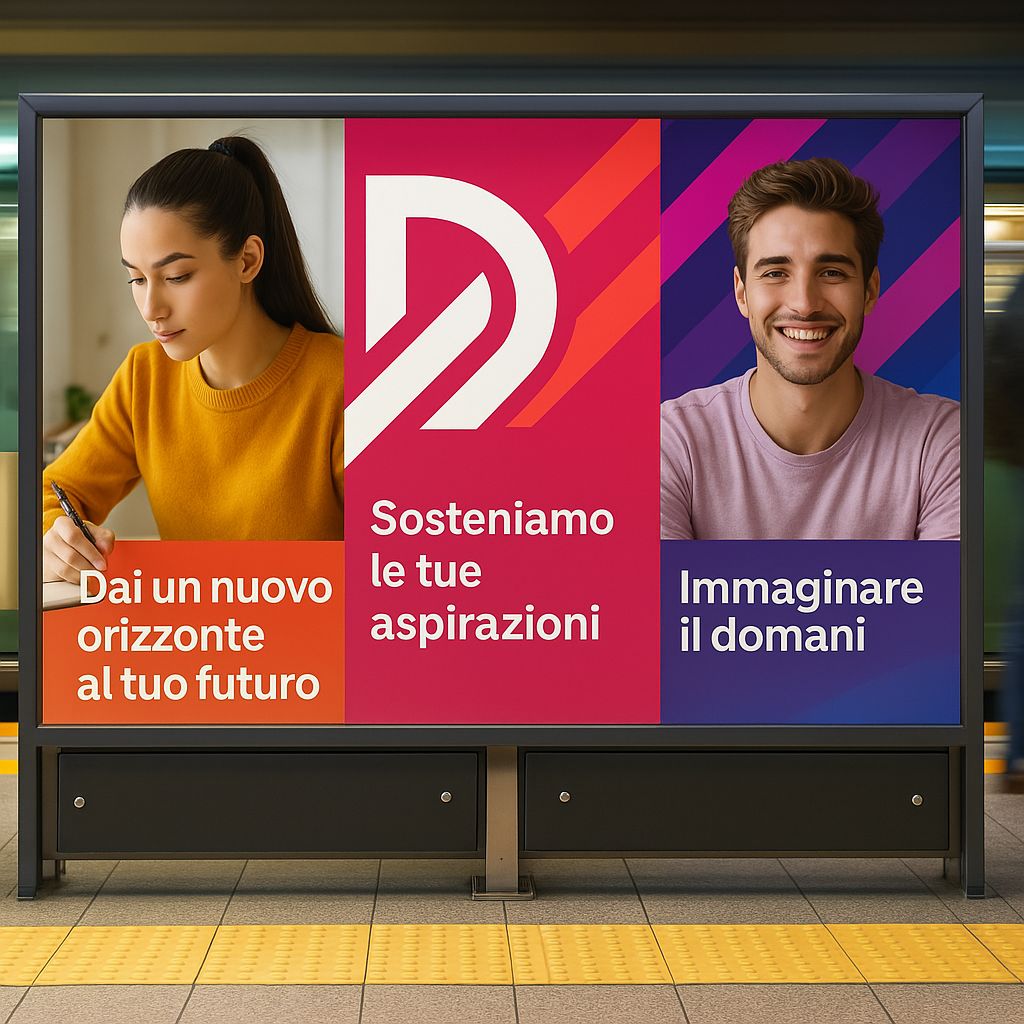 Dai un nuovo
orizzonte
al tuo futuro
Sosteniamo
le tue
aspirazioni
Immaginare
il domani